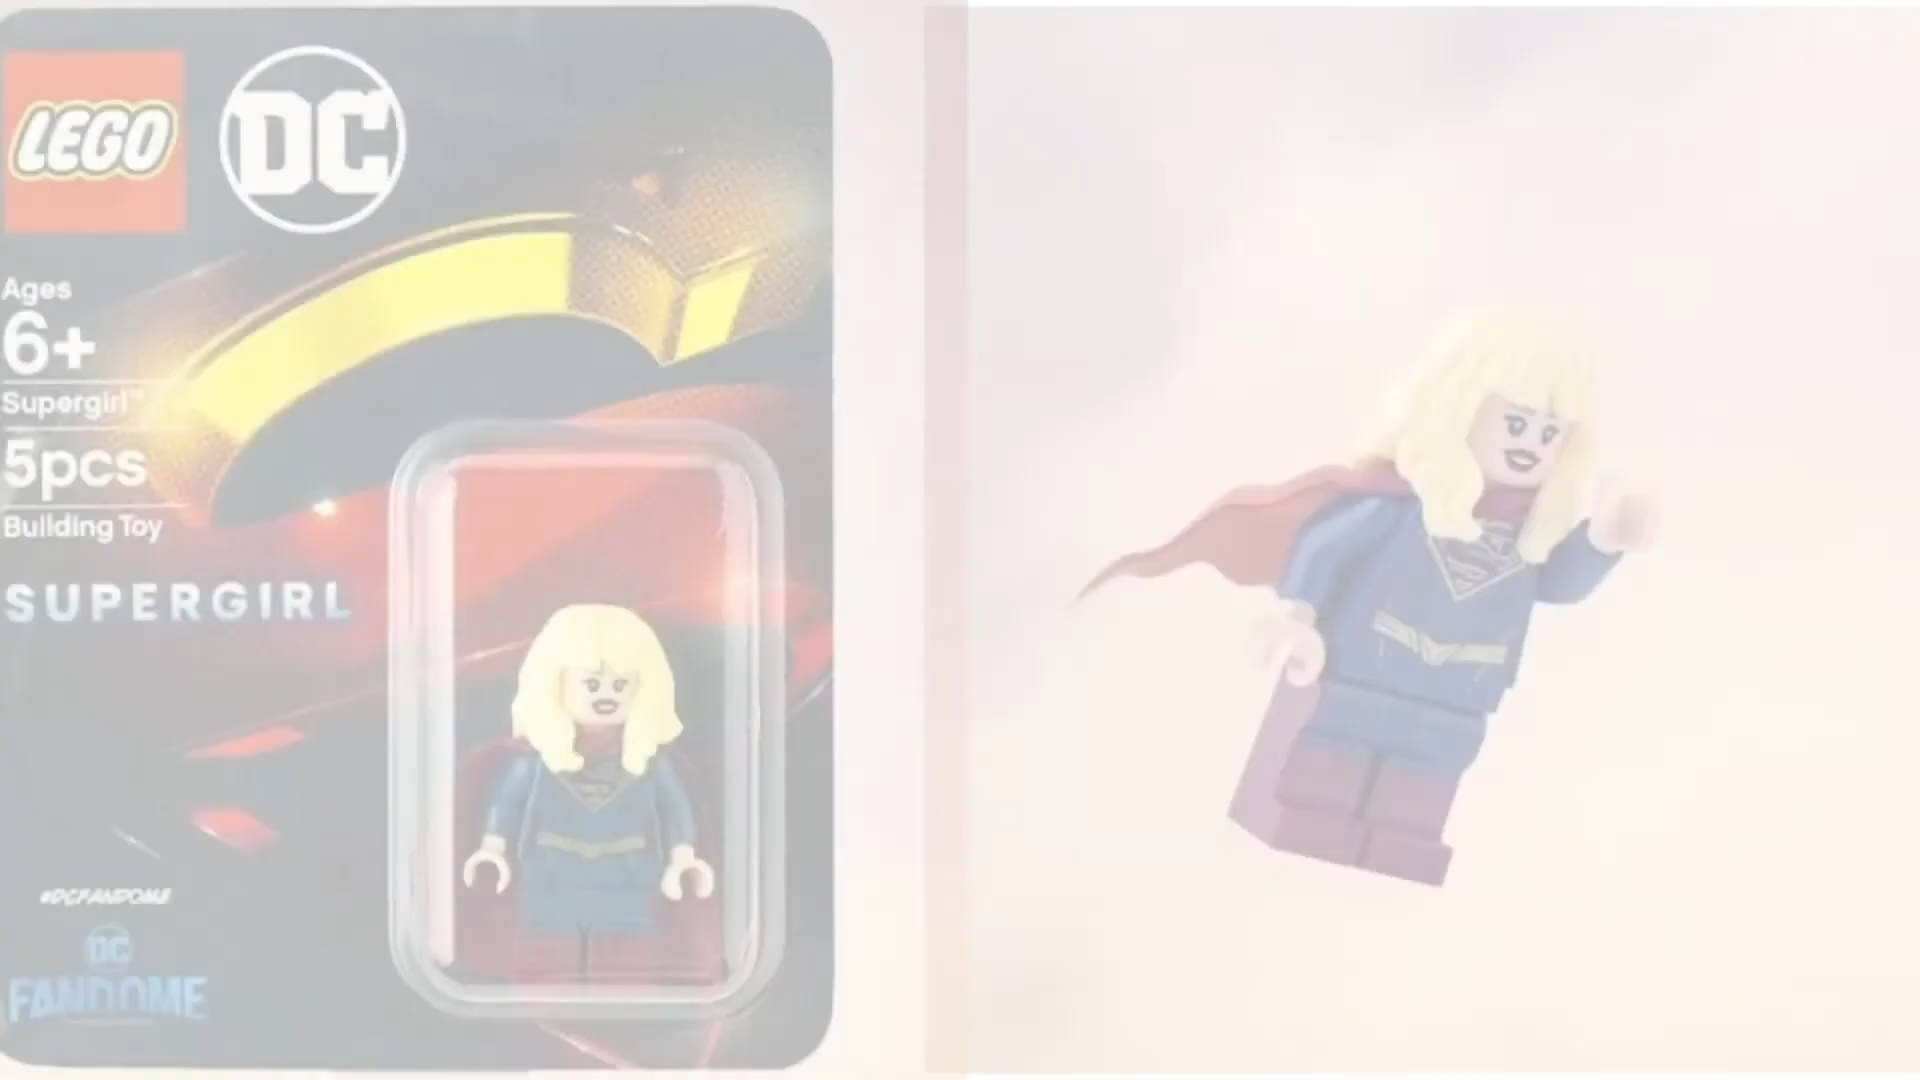 LEGO
DC
Ages
6+
Supergirl™
5pcs
Building Toy
SUPERGIRL
#DCFANDOME
DC
FANDOME